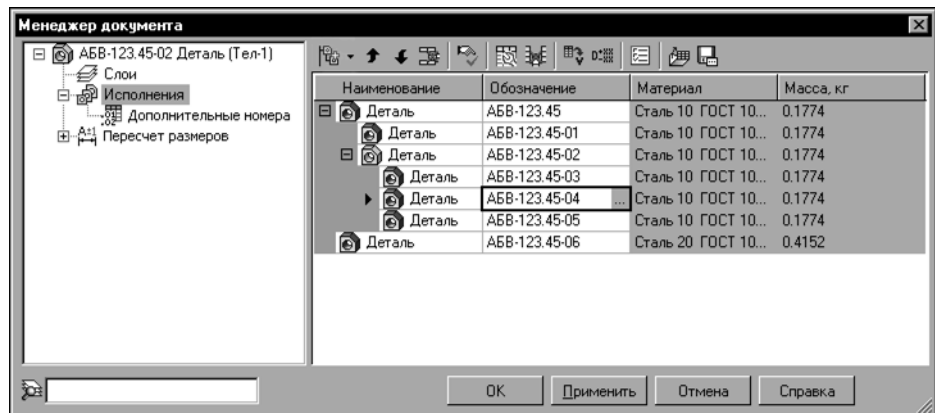 Менеджер документа
АБВ-123.45-02 Деталь (Тел-1)
Слои
Исполнения
Дополнительные номера
Пересчет размеров
Наименование Обозначение Материал Масса, кг
Деталь АБВ-123.45 Сталь 10 ГОСТ 10... 0.1774
Деталь АБВ-123.45-01 Сталь 10 ГОСТ 10... 0.1774
Деталь АБВ-123.45-02 Сталь 10 ГОСТ 10... 0.1774
Деталь АБВ-123.45-03 Сталь 10 ГОСТ 10... 0.1774
Деталь АБВ-123.45-04 ... Сталь 10 ГОСТ 10... 0.1774
Деталь АБВ-123.45-05 Сталь 10 ГОСТ 10... 0.1774
Деталь АБВ-123.45-06 Сталь 20 ГОСТ 10... 0.4152
OK Применить Отмена Справка